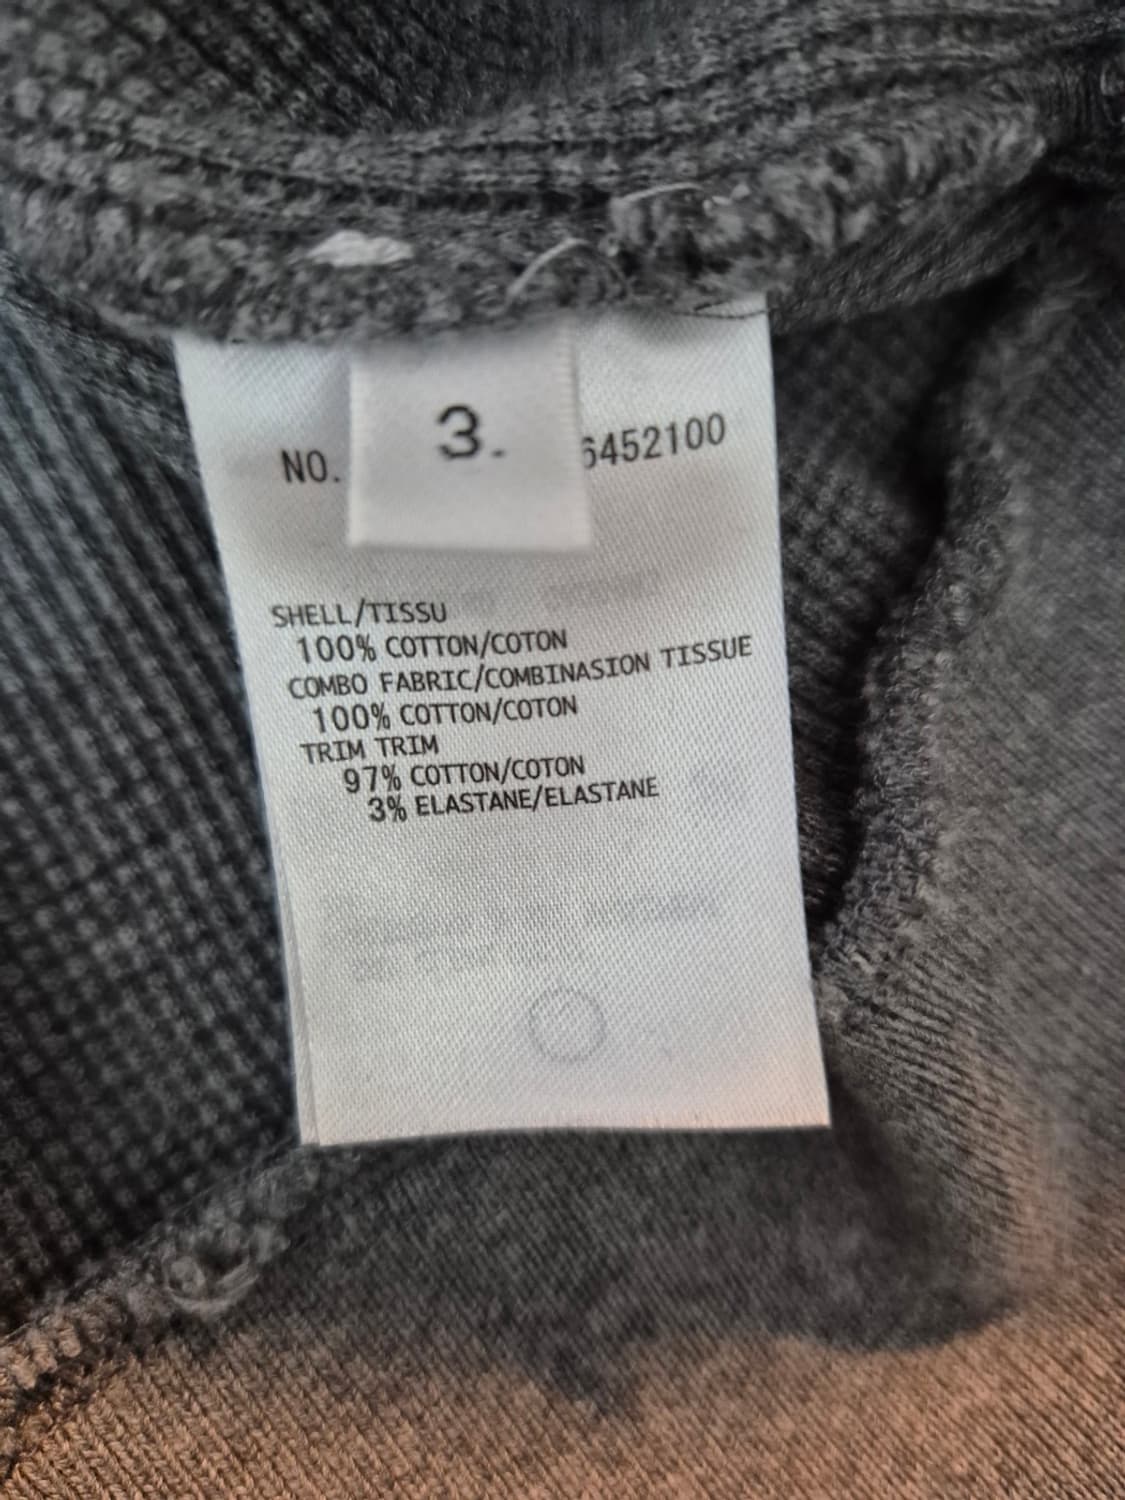 3.
NO. 6452100
SHELL/TISSU
100% COTTON/COTON
COMBO FABRIC/COMBINASION TISSUE
100% COTTON/COTON
TRIM TRIM
97% COTTON/COTON
3% ELASTANE/ELASTANE